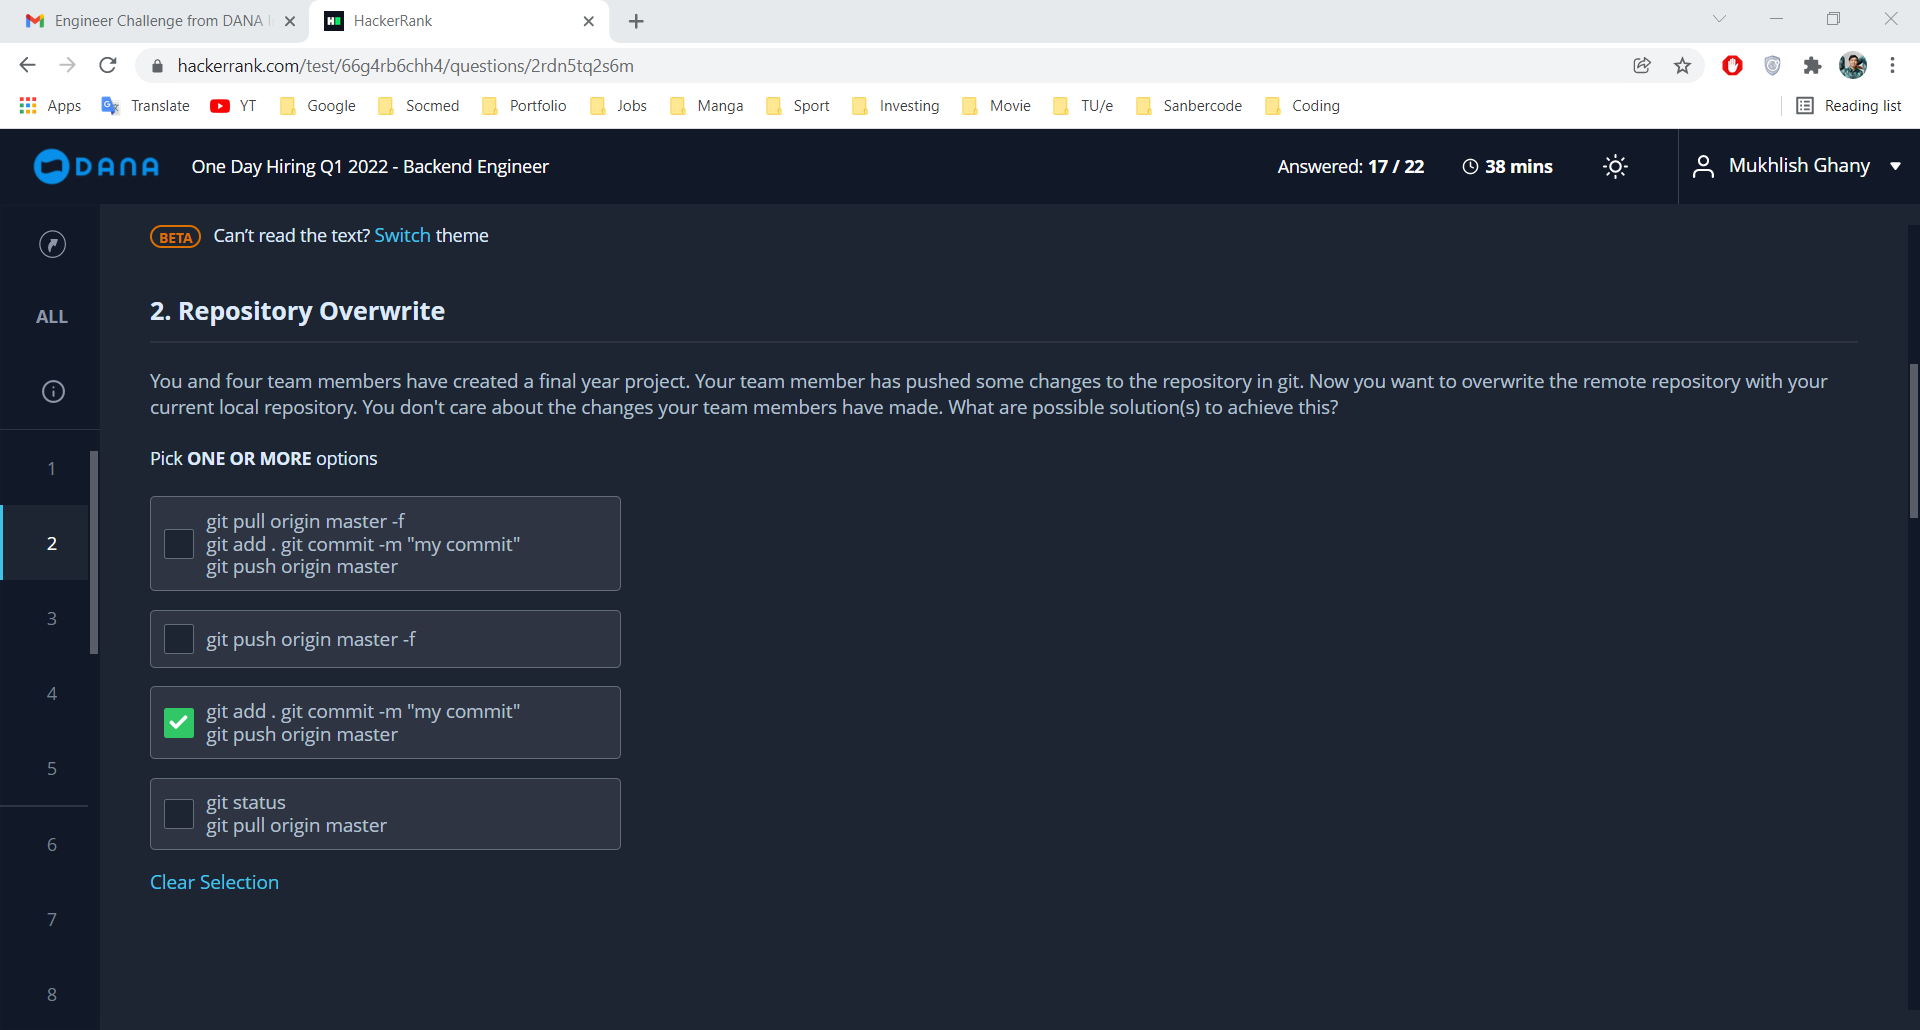 Engineer Challenge from DANA
HackerRank
hackerrank.com/test/66g4rb6chh4/questions/2rdn5tq2s6m
Apps Translate YT Google Socmed Portfolio Jobs Manga Sport Investing Movie TU/e Sanbercode Coding Reading list
DANA One Day Hiring Q1 2022 - Backend Engineer Answered: 17 / 22 38 mins Mukhlish Ghany
BETA Can't read the text? Switch theme
ALL
1
2
3
4
5
6
7
8
2. Repository Overwrite
You and four team members have created a final year project. Your team member has pushed some changes to the repository in git. Now you want to overwrite the remote repository with your
current local repository. You don't care about the changes your team members have made. What are possible solution(s) to achieve this?
Pick ONE OR MORE options
git pull origin master -f
git add . git commit -m "my commit"
git push origin master
git push origin master -f
git add . git commit -m "my commit"
git push origin master
git status
git pull origin master
Clear Selection